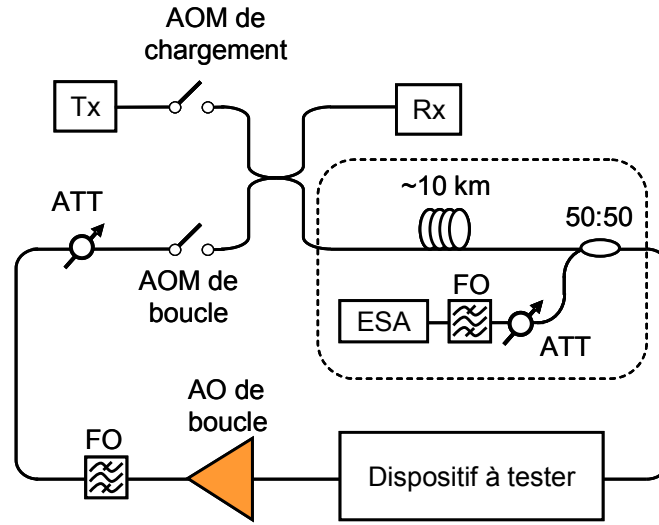 AOM de
chargement
Tx
Rx
~10 km
50:50
ATT
AOM de
boucle
FO
ESA
ATT
AO de
boucle
FO
Dispositif à tester